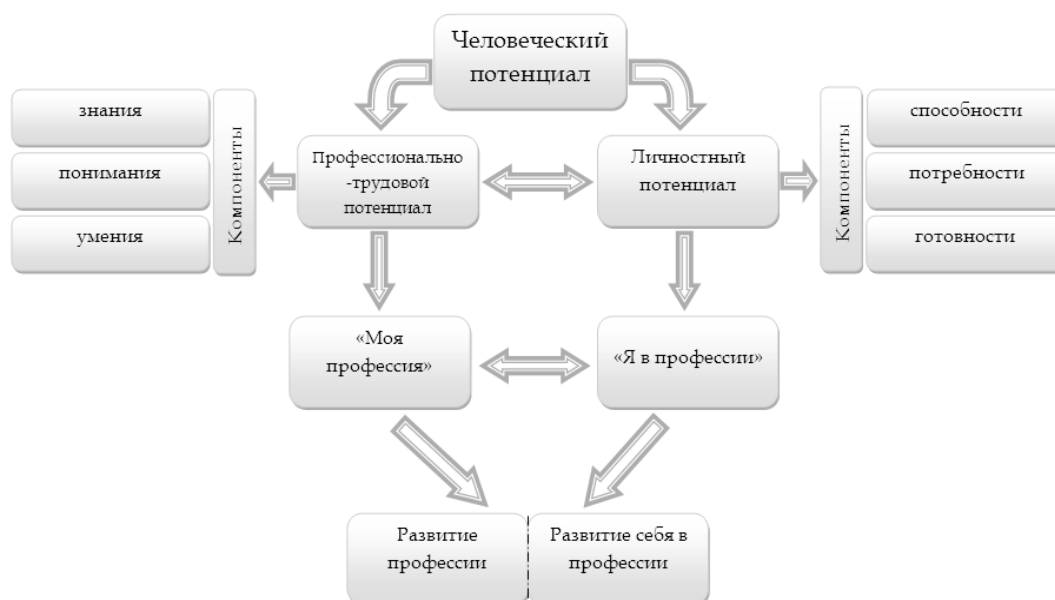 Человеческий
потенциал
знания
понимания
умения
Компоненты
Профессионально
-трудовой
потенциал
Личностный
потенциал
Компоненты
способности
потребности
готовности
«Моя
профессия»
«Я в профессии»
Развитие
профессии
Развитие себя в
профессии